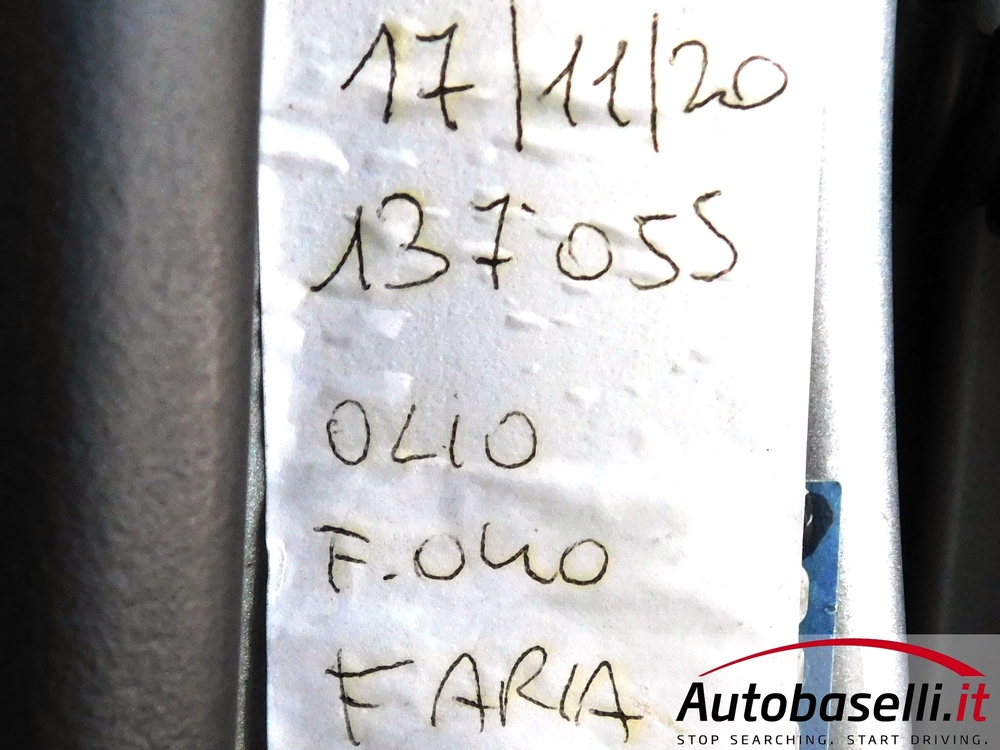 17/11/20
137055
OLIO
F. OLIO
F ARIA
Autobaselli.it
STOP SEARCHING. START DRIVING.